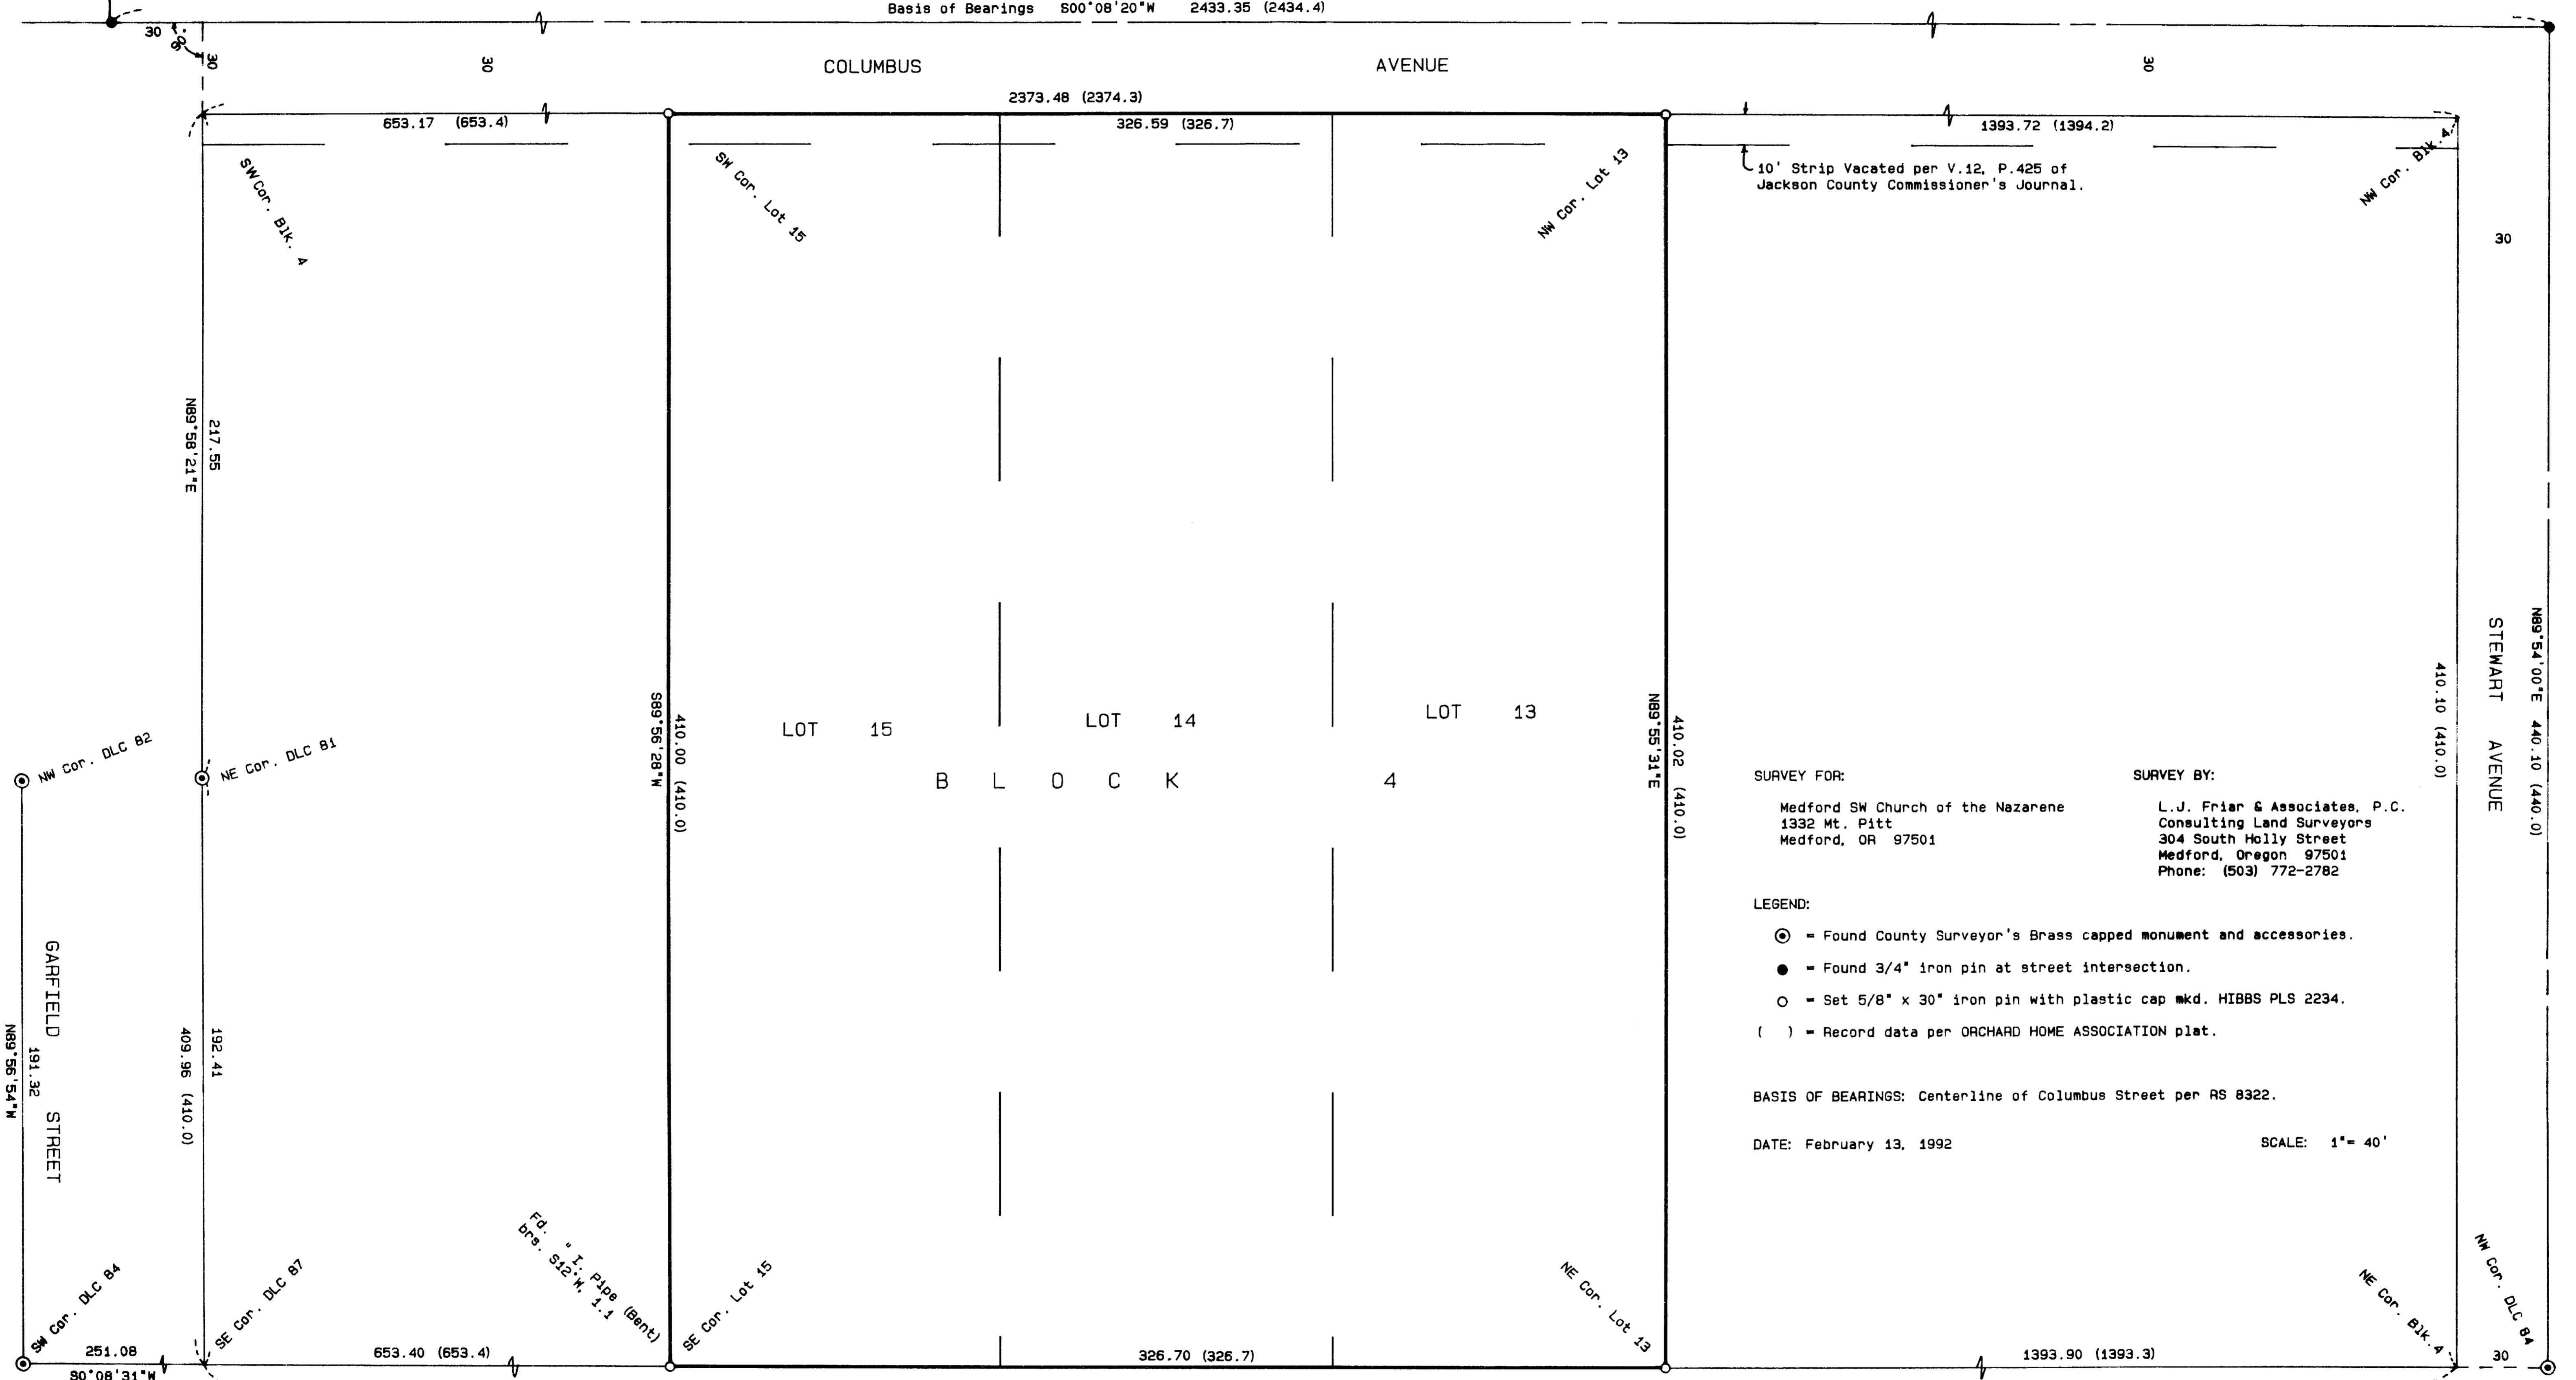 Basis of Bearings S00°08'20"W 2433.35 (2434.4)
30
90°
30
30
COLUMBUS AVENUE
30
2373.48 (2374.3)
653.17 (653.4)
326.59 (326.7)
1393.72 (1394.2)
SW Cor. Blk. 4
SW Cor. Lot 15
NW Cor. Lot 13
10' Strip Vacated per V.12, P.425 of
Jackson County Commissioner's Journal.
NW Cor. Blk.4
30
217.55
N89°58'21"E
STEWART AVENUE
N89°54'00"E 440.10 (440.0)
410.10 (410.0)
S89°56'28"W
410.00 (410.0)
LOT 15
LOT 14
LOT 13
N89°55'31"E
410.02 (410.0)
NW Cor. DLC 82
NE Cor. DLC 81
BLOCK 4
SURVEY FOR:
Medford SW Church of the Nazarene
1332 Mt. Pitt
Medford, OR 97501
SURVEY BY:
L.J. Friar & Associates, P.C.
Consulting Land Surveyors
304 South Holly Street
Medford, Oregon 97501
Phone: (503) 772-2782
LEGEND:
= Found County Surveyor's Brass capped monument and accessories.
= Found 3/4" iron pin at street intersection.
= Set 5/8" x 30" iron pin with plastic cap mkd. HIBBS PLS 2234.
( ) = Record data per ORCHARD HOME ASSOCIATION plat.
BASIS OF BEARINGS: Centerline of Columbus Street per RS 8322.
DATE: February 13, 1992
SCALE: 1"= 40'
GARFIELD STREET
191.32
N89°56'54"W
192.41
409.96 (410.0)
Fd. " I. Pipe (Bent)
brs. S12°W, 1.1
SW Cor. DLC 84
SE Cor. DLC 87
SE Cor. Lot 15
NE Cor. Lot 13
NE Cor. Blk.4
NW Cor. DLC 84
251.08
S0°08'31"W
653.40 (653.4)
326.70 (326.7)
1393.90 (1393.3)
30